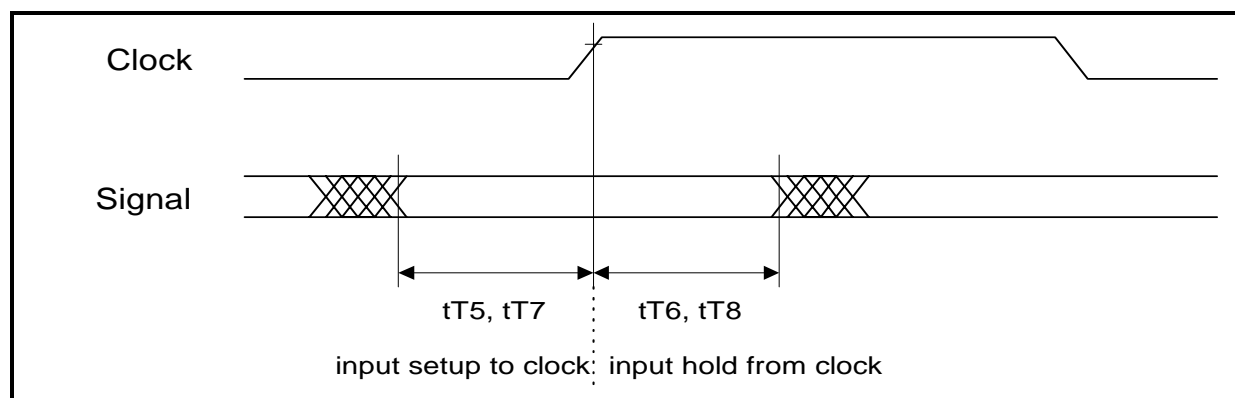 Clock
Signal
tT5, tT7 tT6, tT8
input setup to clock input hold from clock